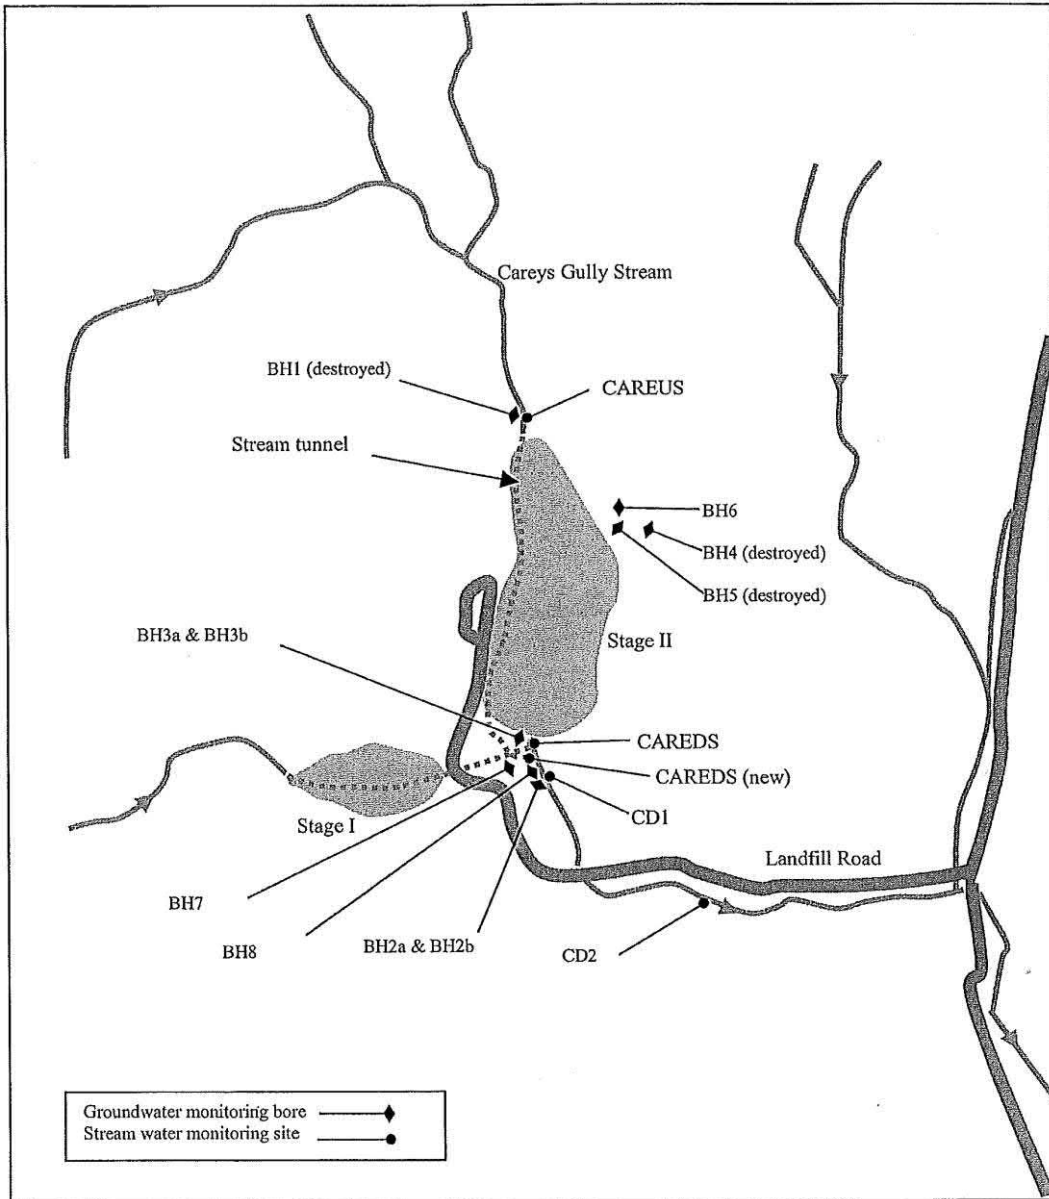 Careys Gully Stream
BH1 (destroyed)
CAREUS
Stream tunnel
BH6
BH4 (destroyed)
BH5 (destroyed)
BH3a & BH3b
Stage II
CAREDS
CAREDS (new)
Stage I
CD1
Landfill Road
BH7
BH8
BH2a & BH2b
CD2
Groundwater monitoring bore
Stream water monitoring site